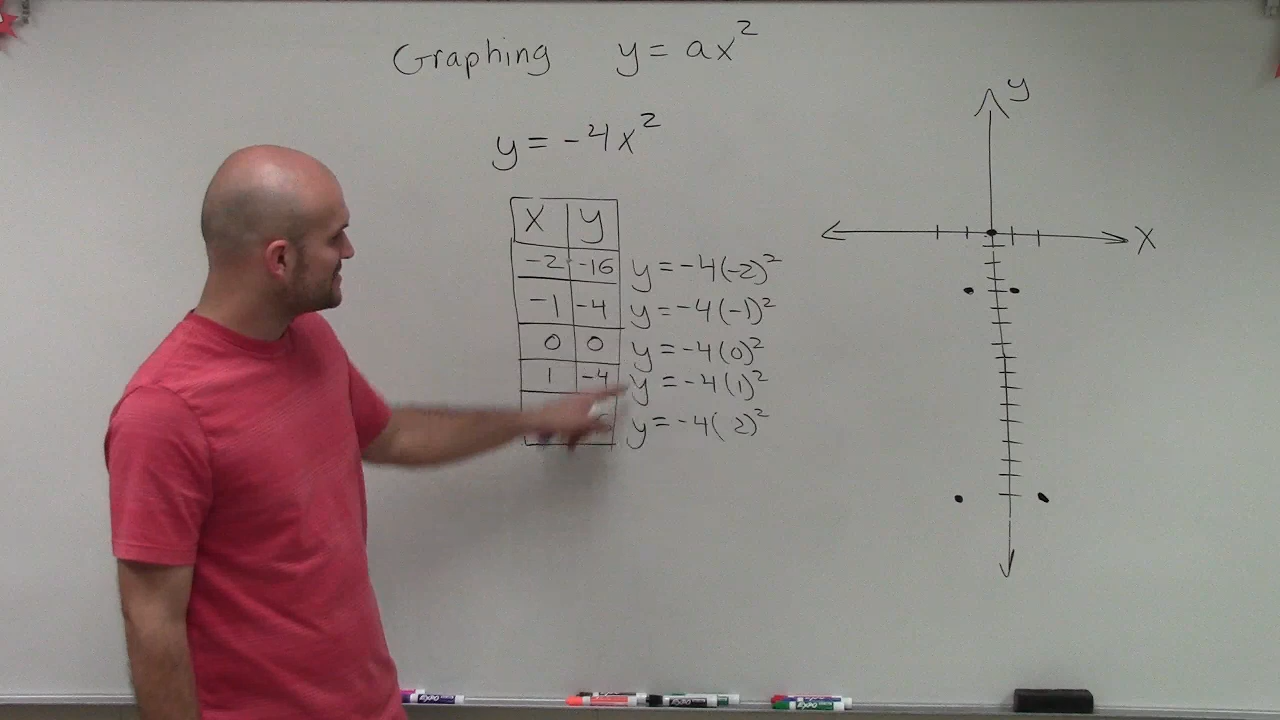 Graphing y = ax²
y = -4x²
X Y
-2 -16 y = -4(-2)²
-1 -4 y = -4(-1)²
0 0 y = -4(0)²
1 -4 y = -4(1)²
y = -4( 2)²
y
X
EXPO